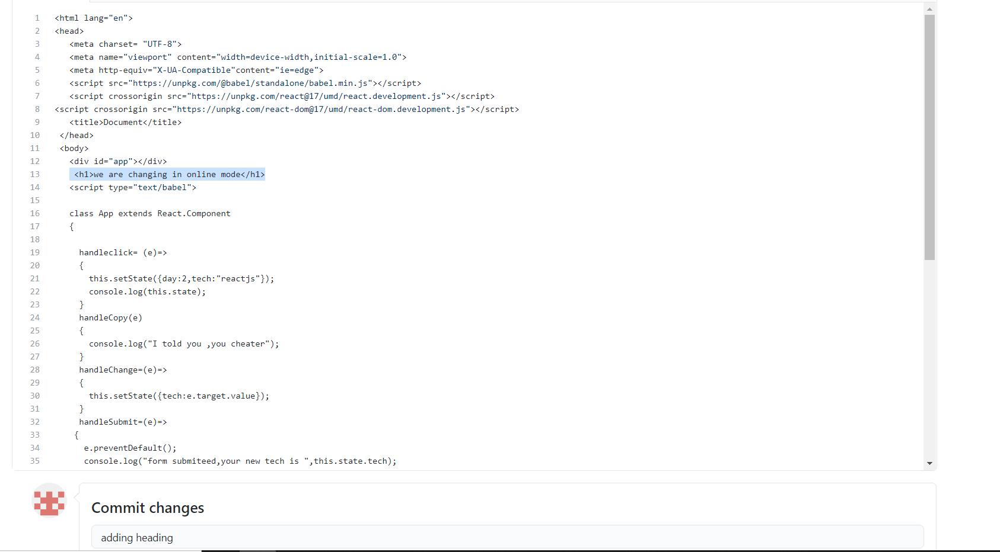 1 <html lang="en">
2 <head>
3 <meta charset= "UTF-8">
4 <meta name="viewport" content="width=device-width,initial-scale=1.0">
5 <meta http-equiv="X-UA-Compatible"content="ie=edge">
6 <script src="https://unpkg.com/@babel/standalone/babel.min.js"></script>
7 <script crossorigin src="https://unpkg.com/react@17/umd/react.development.js"></script>
8 <script crossorigin src="https://unpkg.com/react-dom@17/umd/react-dom.development.js"></script>
9 <title>Document</title>
10 </head>
11 <body>
12 <div id="app"></div>
13 <h1>we are changing in online mode</h1>
14 <script type="text/babel">
15
16 class App extends React.Component
17 {
18
19 handleclick= (e)=>
20 {
21 this.setState({day:2,tech:"reactjs"});
22 console.log(this.state);
23 }
24 handleCopy(e)
25 {
26 console.log("I told you ,you cheater");
27 }
28 handleChange=(e)=>
29 {
30 this.setState({tech:e.target.value});
31 }
32 handleSubmit=(e)=>
33 {
34 e.preventDefault();
35 console.log("form submiteed,your new tech is ",this.state.tech);
Commit changes
adding heading